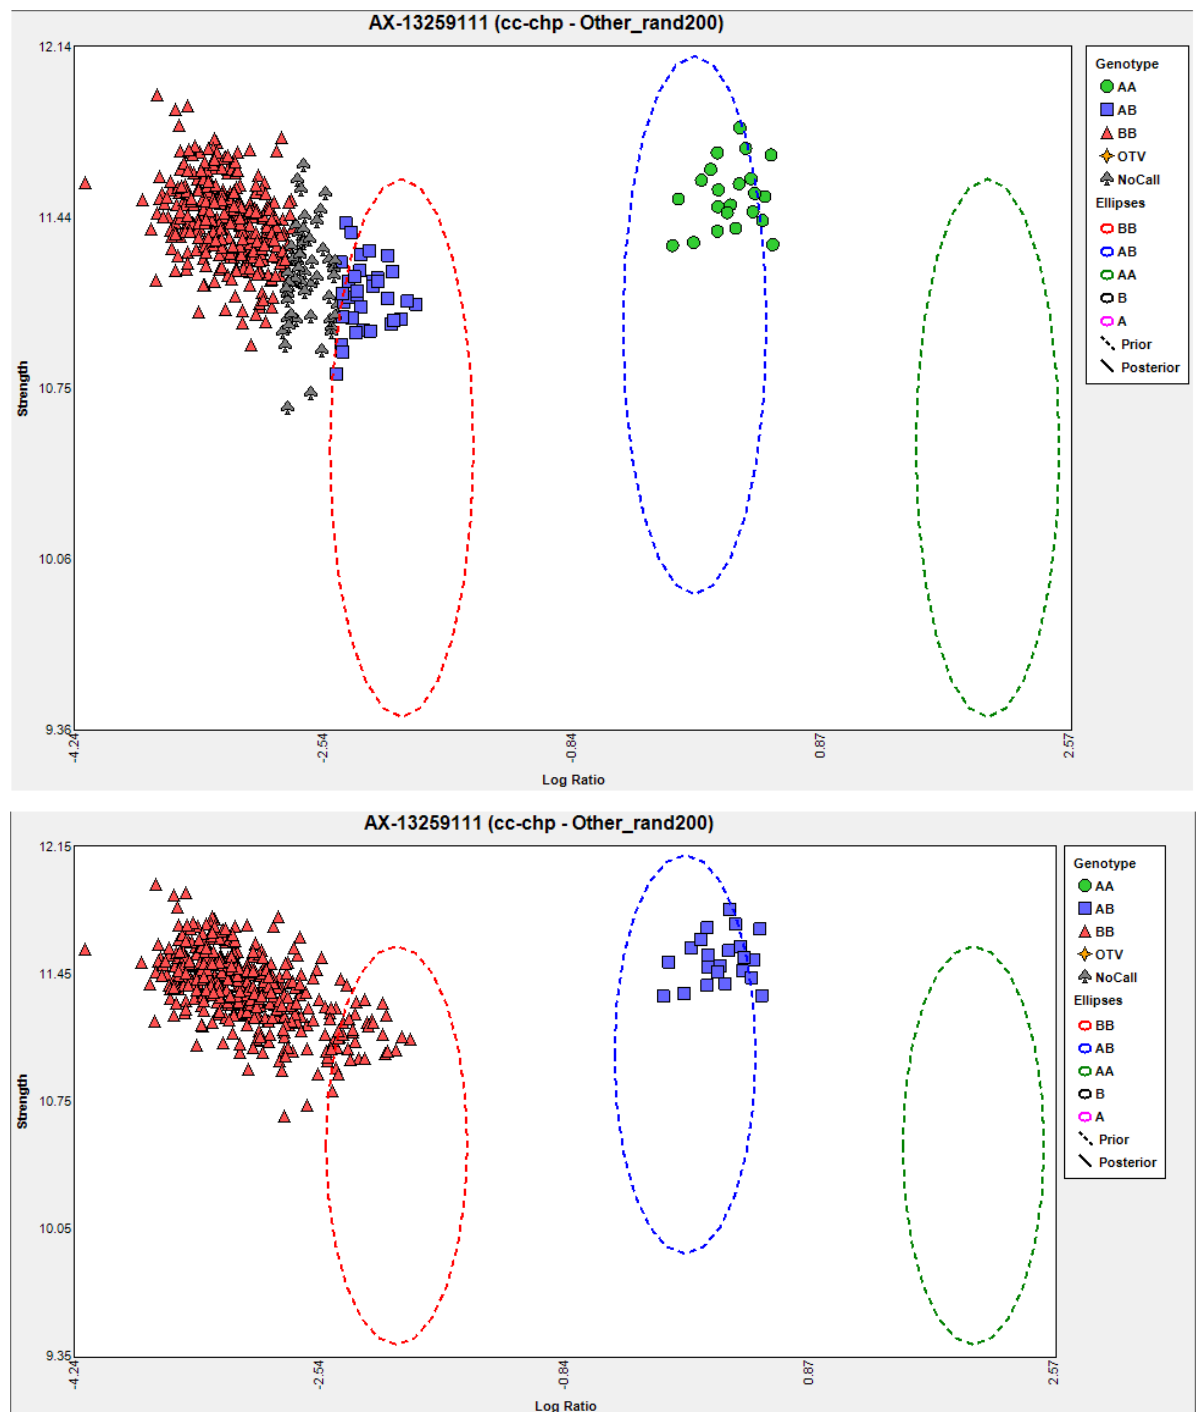 AX-13259111 (cc-chp - Other_rand200)
12.14
11.44
10.75
10.06
9.36
Strength
-4.24
-2.54
-0.84
0.87
2.57
Log Ratio
Genotype
AA
AB
BB
OTV
NoCall
Ellipses
BB
AB
AA
B
A
Prior
Posterior
AX-13259111 (cc-chp - Other_rand200)
12.15
11.45
10.75
10.05
9.35
Strength
-4.24
-2.54
-0.84
0.87
2.57
Log Ratio
Genotype
AA
AB
BB
OTV
NoCall
Ellipses
BB
AB
AA
B
A
Prior
Posterior